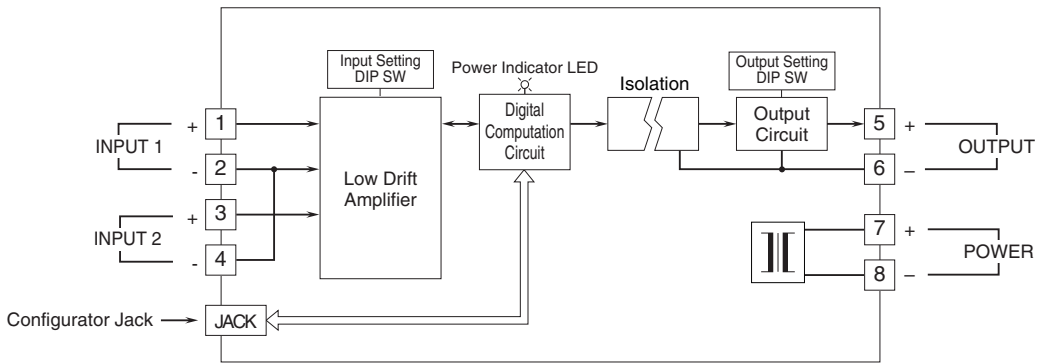 Input Setting
DIP SW
Power Indicator LED
Isolation
Output Setting
DIP SW
INPUT 1
+ 1
- 2
INPUT 2
+ 3
- 4
Low Drift
Amplifier
Digital
Computation
Circuit
Output
Circuit
5 +
6 –
OUTPUT
7 +
8 –
POWER
Configurator Jack
JACK